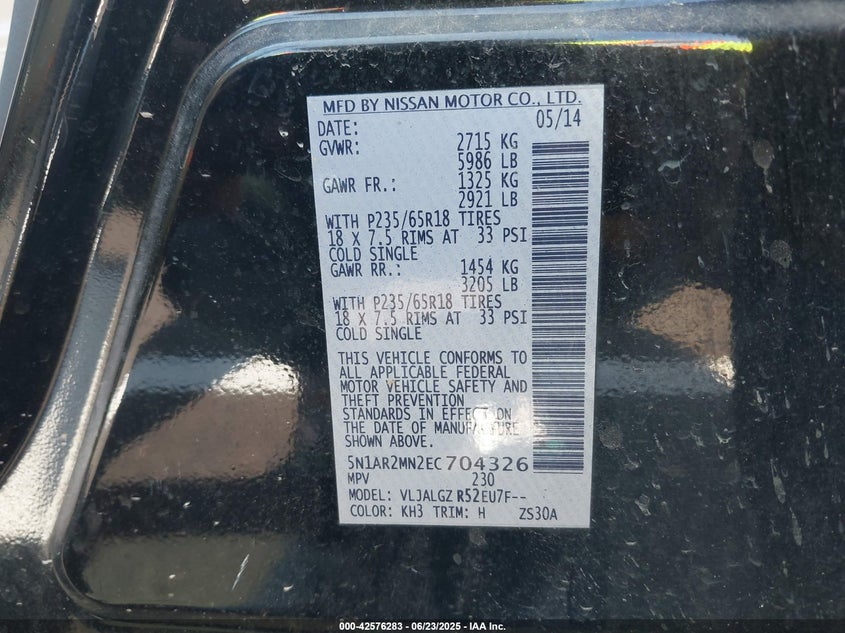 MFD BY NISSAN MOTOR CO., LTD.
DATE: 05/14
GVWR: 2715 KG
5986 LB
GAWR FR.: 1325 KG
2921 LB
WITH P235/65R18 TIRES
18 X 7.5 RIMS AT 33 PSI
COLD SINGLE
GAWR RR.: 1454 KG
3205 LB
WITH P235/65R18 TIRES
18 X 7.5 RIMS AT 33 PSI
COLD SINGLE
THIS VEHICLE CONFORMS TO
ALL APPLICABLE FEDERAL
MOTOR VEHICLE SAFETY AND
THEFT PREVENTION
STANDARDS IN EFFECT ON
THE DATE OF MANUFACTURE
SHOWN ABOVE.
5N1AR2MN2EC704326
MPV 230
MODEL: VLJALGZ R52EU7F--
COLOR: KH3 TRIM: H ZS30A
000-42576283 - 06/23/2025 - IAA Inc.